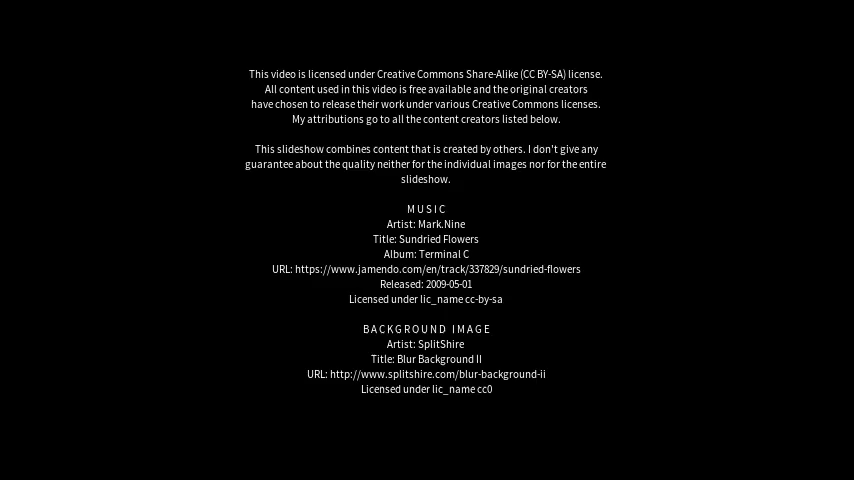 This video is licensed under Creative Commons Share-Alike (CC BY-SA) license.
All content used in this video is free available and the original creators
have chosen to release their work under various Creative Commons licenses.
My attributions go to all the content creators listed below.
This slideshow combines content that is created by others. I don't give any
guarantee about the quality neither for the individual images nor for the entire
slideshow.
MUSIC
Artist: Mark.Nine
Title: Sundried Flowers
Album: Terminal C
URL: https://www.jamendo.com/en/track/337829/sundried-flowers
Released: 2009-05-01
Licensed under lic_name cc-by-sa
BACKGROUND IMAGE
Artist: SplitShire
Title: Blur Background II
URL: http://www.splitshire.com/blur-background-ii
Licensed under lic_name cc0